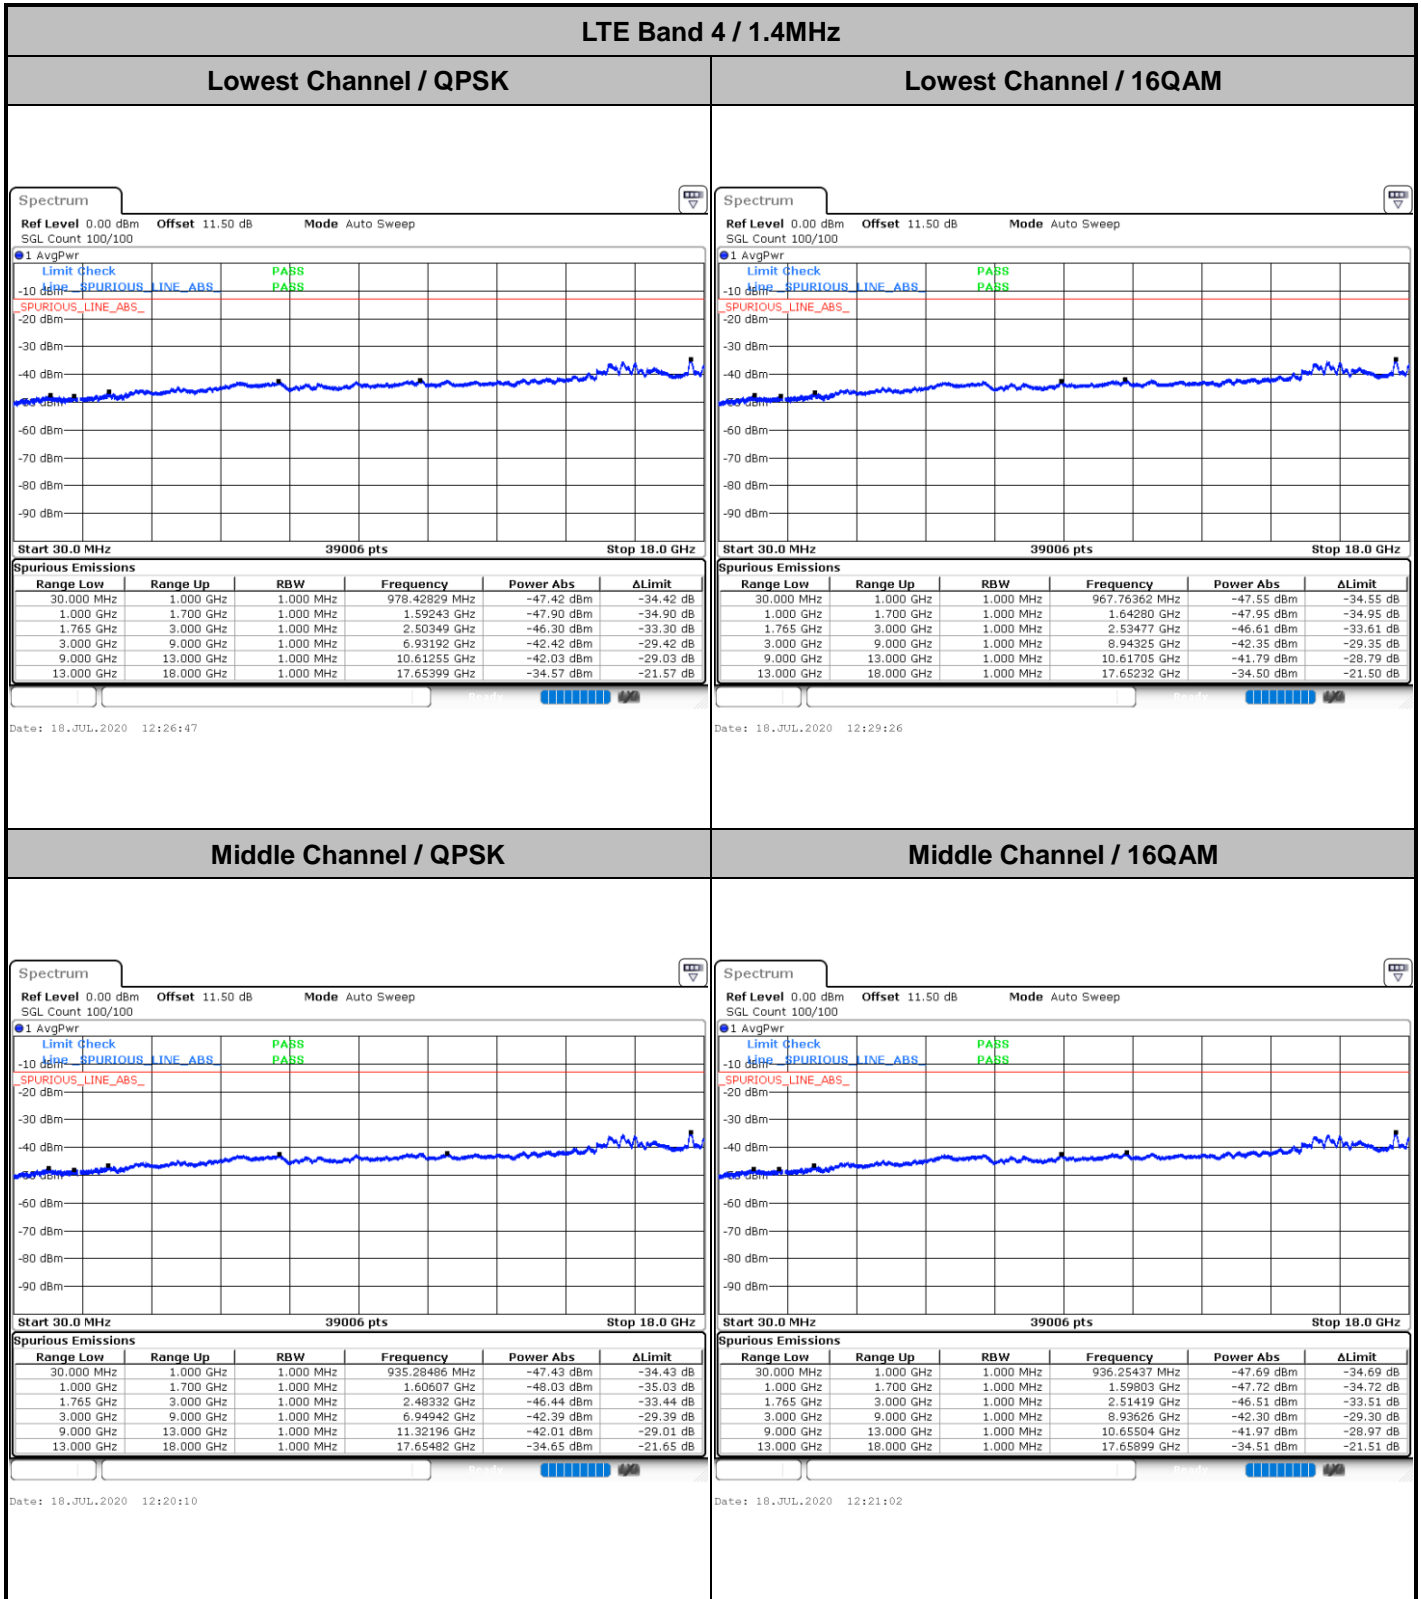 LTE Band 4 / 1.4MHz
Lowest Channel / QPSK
Lowest Channel / 16QAM
Spectrum
Ref Level 0.00 dBm Offset 11.50 dB Mode Auto Sweep
SGL Count 100/100
1 AvgPwr
Limit Check PASS
Line _SPURIOUS_LINE_ABS_ PASS
-10 dBm
_SPURIOUS_LINE_ABS_
-20 dBm
-30 dBm
-40 dBm
-50 dBm
-60 dBm
-70 dBm
-80 dBm
-90 dBm
Start 30.0 MHz 39006 pts Stop 18.0 GHz
Spurious Emissions
Range Low Range Up RBW Frequency Power Abs ΔLimit
30.000 MHz 1.000 GHz 1.000 MHz 978.42829 MHz -47.42 dBm -34.42 dB
1.000 GHz 1.700 GHz 1.000 MHz 1.59243 GHz -47.90 dBm -34.90 dB
1.765 GHz 3.000 GHz 1.000 MHz 2.50349 GHz -46.30 dBm -33.30 dB
3.000 GHz 9.000 GHz 1.000 MHz 6.93192 GHz -42.42 dBm -29.42 dB
9.000 GHz 13.000 GHz 1.000 MHz 10.61255 GHz -42.03 dBm -29.03 dB
13.000 GHz 18.000 GHz 1.000 MHz 17.65399 GHz -34.57 dBm -21.57 dB
Ready
Date: 18.JUL.2020 12:26:47
Spectrum
Ref Level 0.00 dBm Offset 11.50 dB Mode Auto Sweep
SGL Count 100/100
1 AvgPwr
Limit Check PASS
Line _SPURIOUS_LINE_ABS_ PASS
-10 dBm
_SPURIOUS_LINE_ABS_
-20 dBm
-30 dBm
-40 dBm
-50 dBm
-60 dBm
-70 dBm
-80 dBm
-90 dBm
Start 30.0 MHz 39006 pts Stop 18.0 GHz
Spurious Emissions
Range Low Range Up RBW Frequency Power Abs ΔLimit
30.000 MHz 1.000 GHz 1.000 MHz 967.76362 MHz -47.55 dBm -34.55 dB
1.000 GHz 1.700 GHz 1.000 MHz 1.64280 GHz -47.95 dBm -34.95 dB
1.765 GHz 3.000 GHz 1.000 MHz 2.53477 GHz -46.61 dBm -33.61 dB
3.000 GHz 9.000 GHz 1.000 MHz 8.94325 GHz -42.35 dBm -29.35 dB
9.000 GHz 13.000 GHz 1.000 MHz 10.61705 GHz -41.79 dBm -28.79 dB
13.000 GHz 18.000 GHz 1.000 MHz 17.65232 GHz -34.50 dBm -21.50 dB
Ready
Date: 18.JUL.2020 12:29:26
Middle Channel / QPSK
Middle Channel / 16QAM
Spectrum
Ref Level 0.00 dBm Offset 11.50 dB Mode Auto Sweep
SGL Count 100/100
1 AvgPwr
Limit Check PASS
Line _SPURIOUS_LINE_ABS_ PASS
-10 dBm
_SPURIOUS_LINE_ABS_
-20 dBm
-30 dBm
-40 dBm
-50 dBm
-60 dBm
-70 dBm
-80 dBm
-90 dBm
Start 30.0 MHz 39006 pts Stop 18.0 GHz
Spurious Emissions
Range Low Range Up RBW Frequency Power Abs ΔLimit
30.000 MHz 1.000 GHz 1.000 MHz 935.28486 MHz -47.43 dBm -34.43 dB
1.000 GHz 1.700 GHz 1.000 MHz 1.60607 GHz -48.03 dBm -35.03 dB
1.765 GHz 3.000 GHz 1.000 MHz 2.48332 GHz -46.44 dBm -33.44 dB
3.000 GHz 9.000 GHz 1.000 MHz 6.94942 GHz -42.39 dBm -29.39 dB
9.000 GHz 13.000 GHz 1.000 MHz 11.32196 GHz -42.01 dBm -29.01 dB
13.000 GHz 18.000 GHz 1.000 MHz 17.65482 GHz -34.65 dBm -21.65 dB
Ready
Date: 18.JUL.2020 12:20:10
Spectrum
Ref Level 0.00 dBm Offset 11.50 dB Mode Auto Sweep
SGL Count 100/100
1 AvgPwr
Limit Check PASS
Line _SPURIOUS_LINE_ABS_ PASS
-10 dBm
_SPURIOUS_LINE_ABS_
-20 dBm
-30 dBm
-40 dBm
-50 dBm
-60 dBm
-70 dBm
-80 dBm
-90 dBm
Start 30.0 MHz 39006 pts Stop 18.0 GHz
Spurious Emissions
Range Low Range Up RBW Frequency Power Abs ΔLimit
30.000 MHz 1.000 GHz 1.000 MHz 936.25437 MHz -47.69 dBm -34.69 dB
1.000 GHz 1.700 GHz 1.000 MHz 1.59803 GHz -47.72 dBm -34.72 dB
1.765 GHz 3.000 GHz 1.000 MHz 2.51419 GHz -46.51 dBm -33.51 dB
3.000 GHz 9.000 GHz 1.000 MHz 8.93626 GHz -42.30 dBm -29.30 dB
9.000 GHz 13.000 GHz 1.000 MHz 10.65504 GHz -41.97 dBm -28.97 dB
13.000 GHz 18.000 GHz 1.000 MHz 17.65899 GHz -34.51 dBm -21.51 dB
Ready
Date: 18.JUL.2020 12:21:02